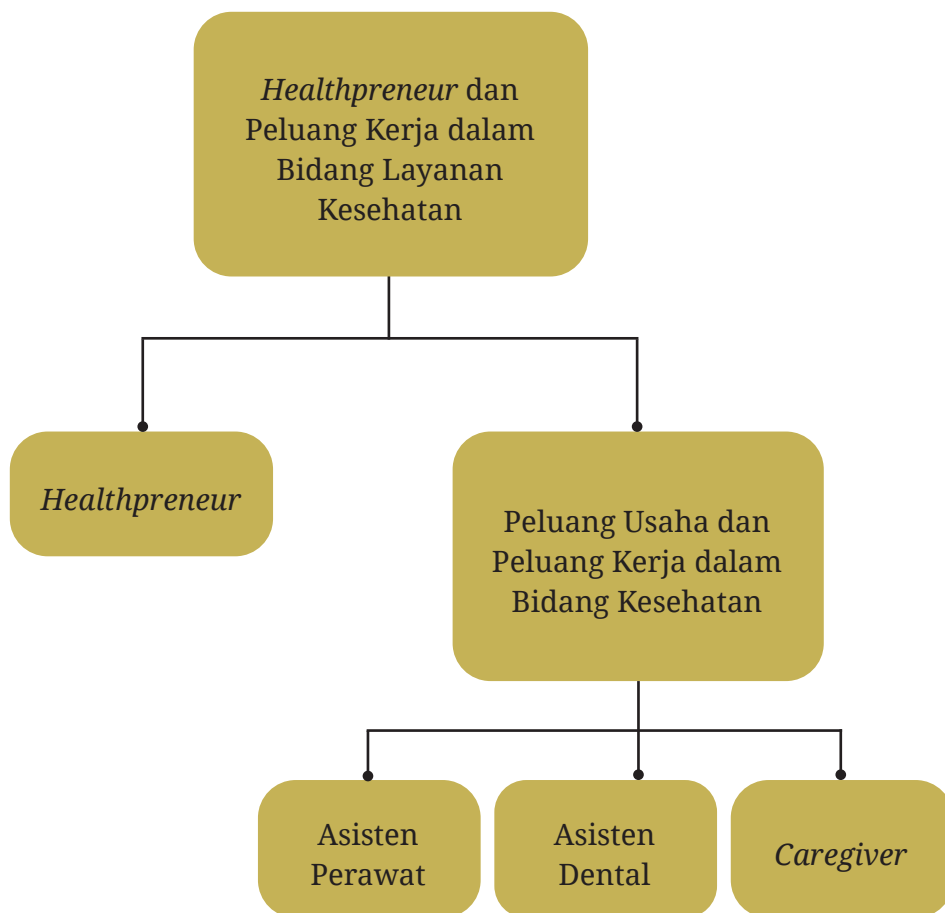 Healthpreneur dan
Peluang Kerja dalam
Bidang Layanan
Kesehatan
Healthpreneur
Peluang Usaha dan
Peluang Kerja dalam
Bidang Kesehatan
Asisten
Perawat
Asisten
Dental
Caregiver